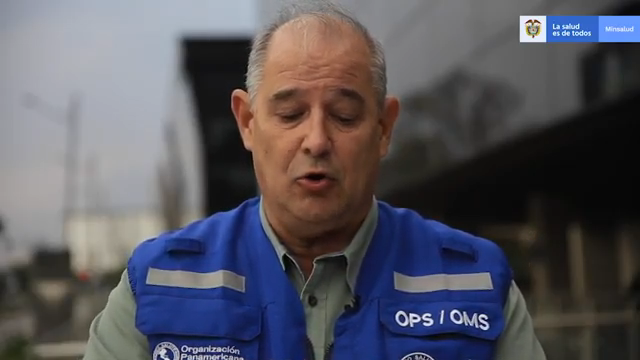 La salud
es de todos
Minsalud
OPS / OMS
Organización
Panamericana